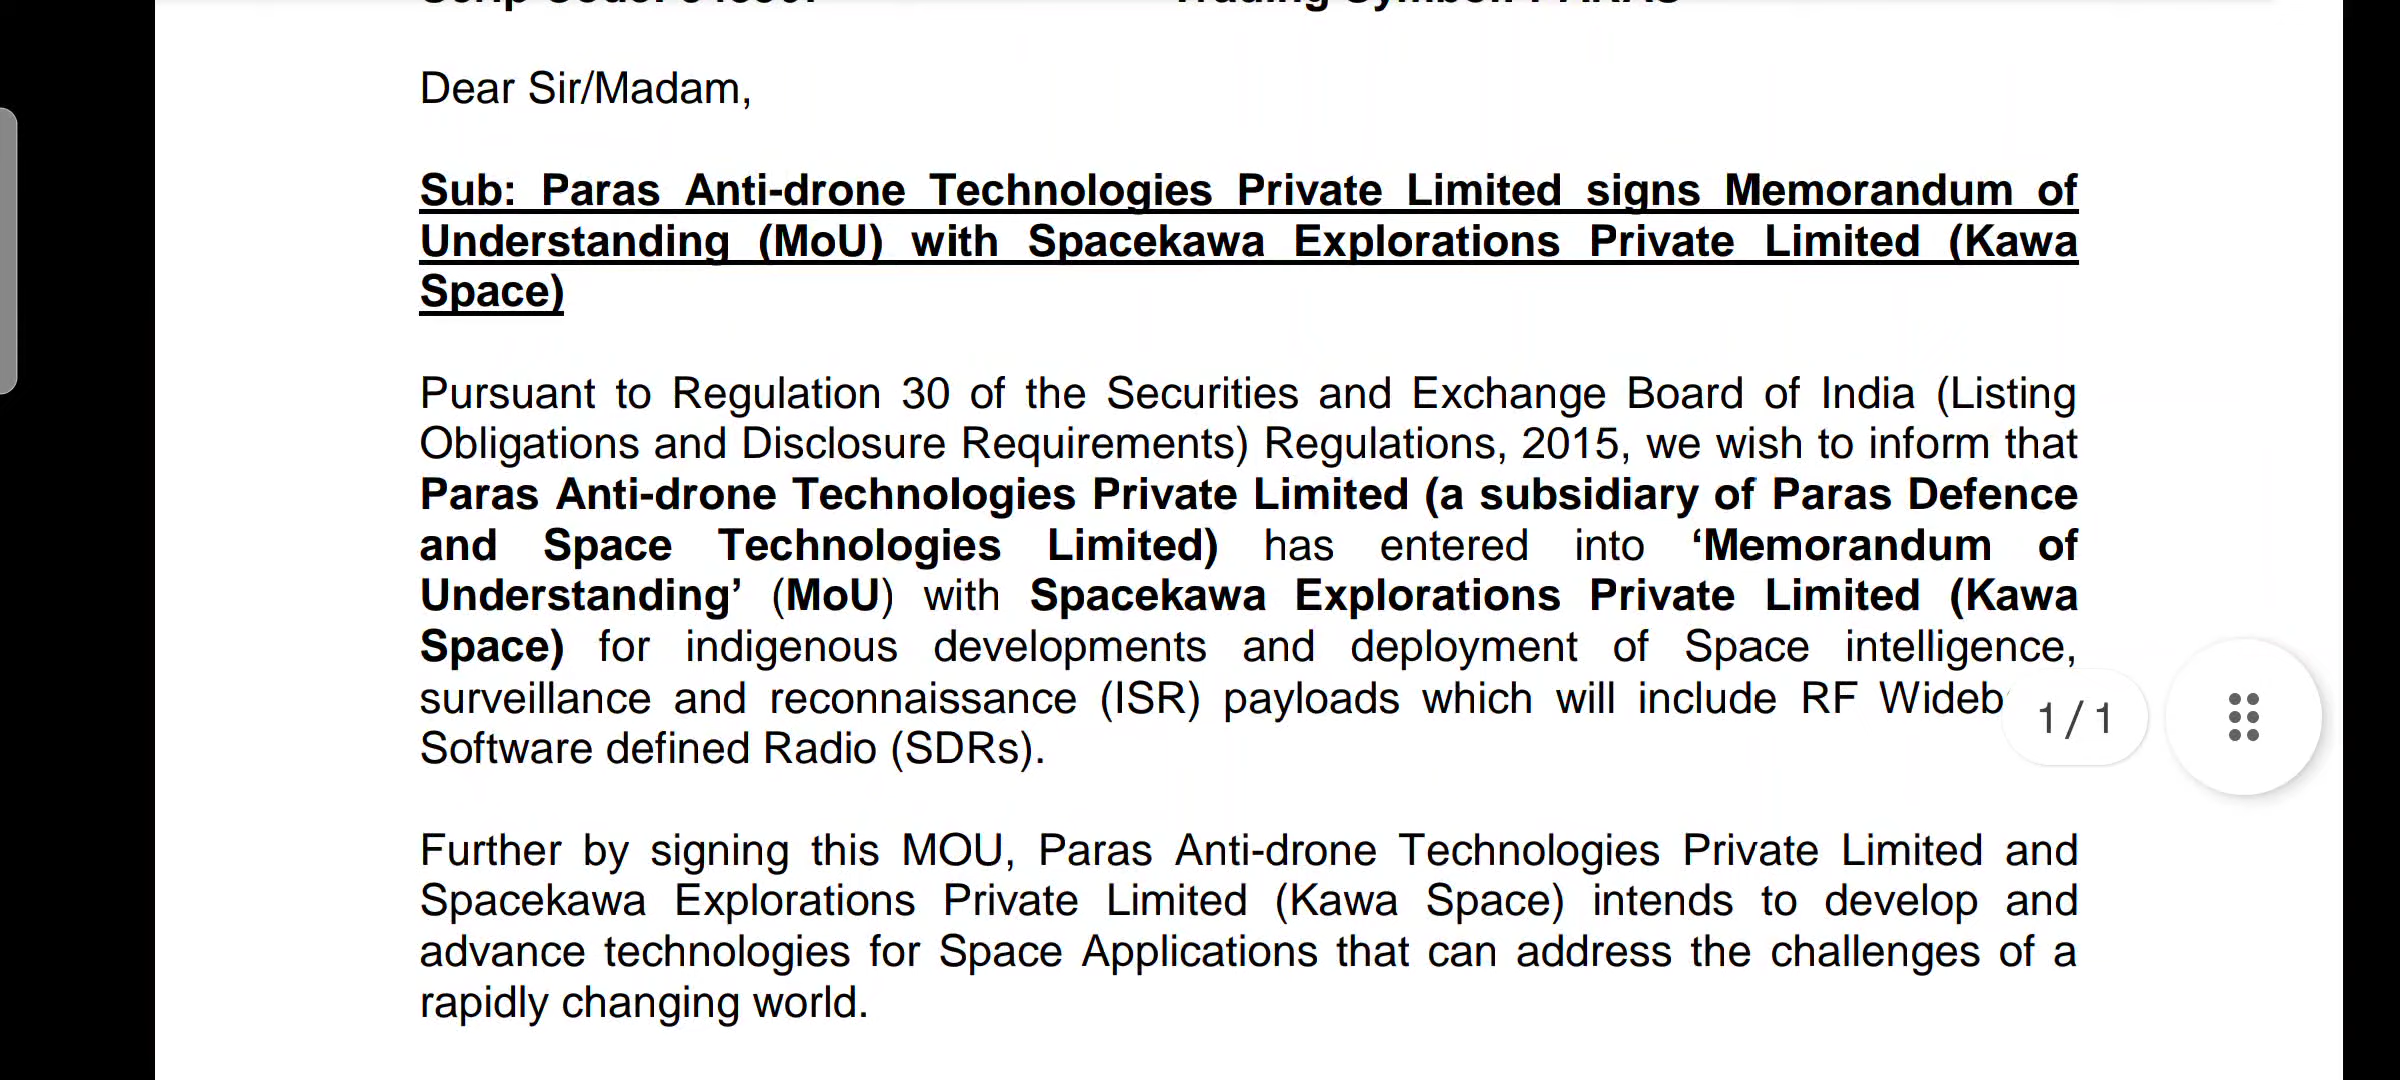 Dear Sir/Madam,
Sub: Paras Anti-drone Technologies Private Limited signs Memorandum of
Understanding (MoU) with Spacekawa Explorations Private Limited (Kawa
Space)
Pursuant to Regulation 30 of the Securities and Exchange Board of India (Listing
Obligations and Disclosure Requirements) Regulations, 2015, we wish to inform that
Paras Anti-drone Technologies Private Limited (a subsidiary of Paras Defence
and Space Technologies Limited) has entered into ‘Memorandum of
Understanding’ (MoU) with Spacekawa Explorations Private Limited (Kawa
Space) for indigenous developments and deployment of Space intelligence,
surveillance and reconnaissance (ISR) payloads which will include RF
1/1
Software defined Radio (SDRs).
Further by signing this MOU, Paras Anti-drone Technologies Private Limited and
Spacekawa Explorations Private Limited (Kawa Space) intends to develop and
advance technologies for Space Applications that can address the challenges of a
rapidly changing world.